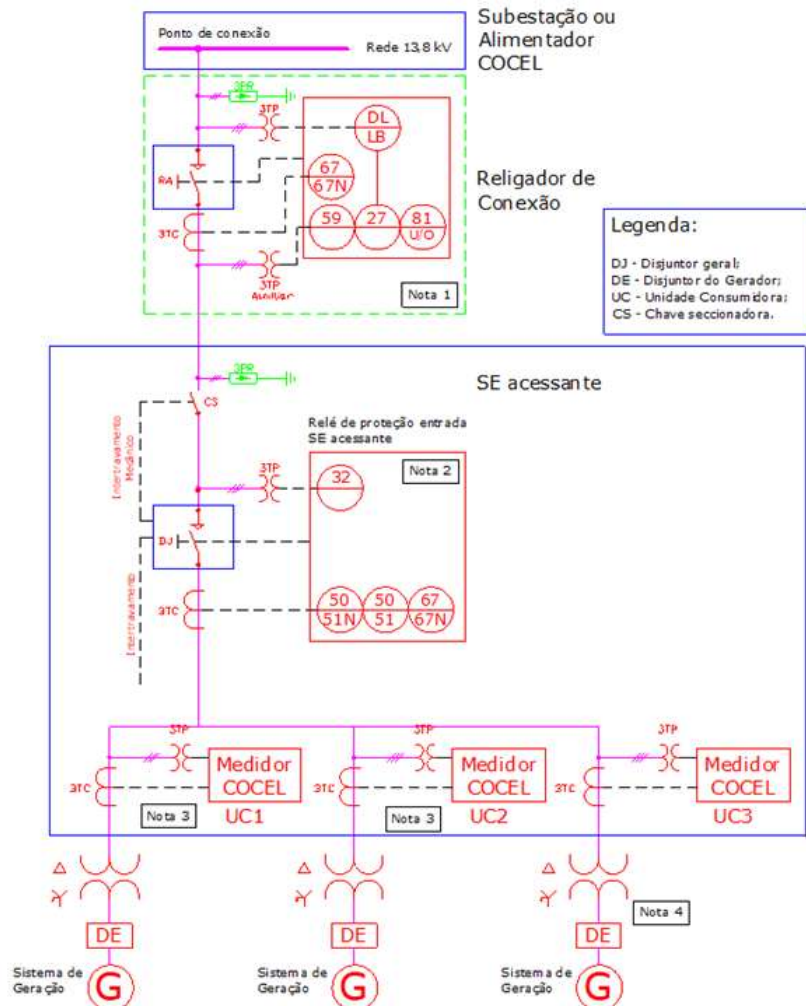 Subestação ou
Alimentador
COCEL
Ponto de conexão
Rede 13,8 kV
3PR
3TP
DL
LB
RA
67
67N
Religador de
Conexão
59
27
81
U/O
3TC
3TP
Auxiliar
Nota 1
Legenda:
DJ - Disjuntor geral;
DE - Disjuntor do Gerador;
UC - Unidade Consumidora;
CS - Chave seccionadora.
3PR
SE acessante
CS
Relé de proteção entrada
SE acessante
Intertravamento
Mecânico
3TP
32
Nota 2
DJ
Intertravamento
3TC
50
51N
50
51
67
67N
3TP
3TP
3TP
Medidor
COCEL
Medidor
COCEL
Medidor
COCEL
3TC
3TC
3TC
Nota 3
UC1
Nota 3
UC2
UC3
Nota 4
DE
DE
DE
Sistema de
Geração
G
Sistema de
Geração
G
Sistema de
Geração
G